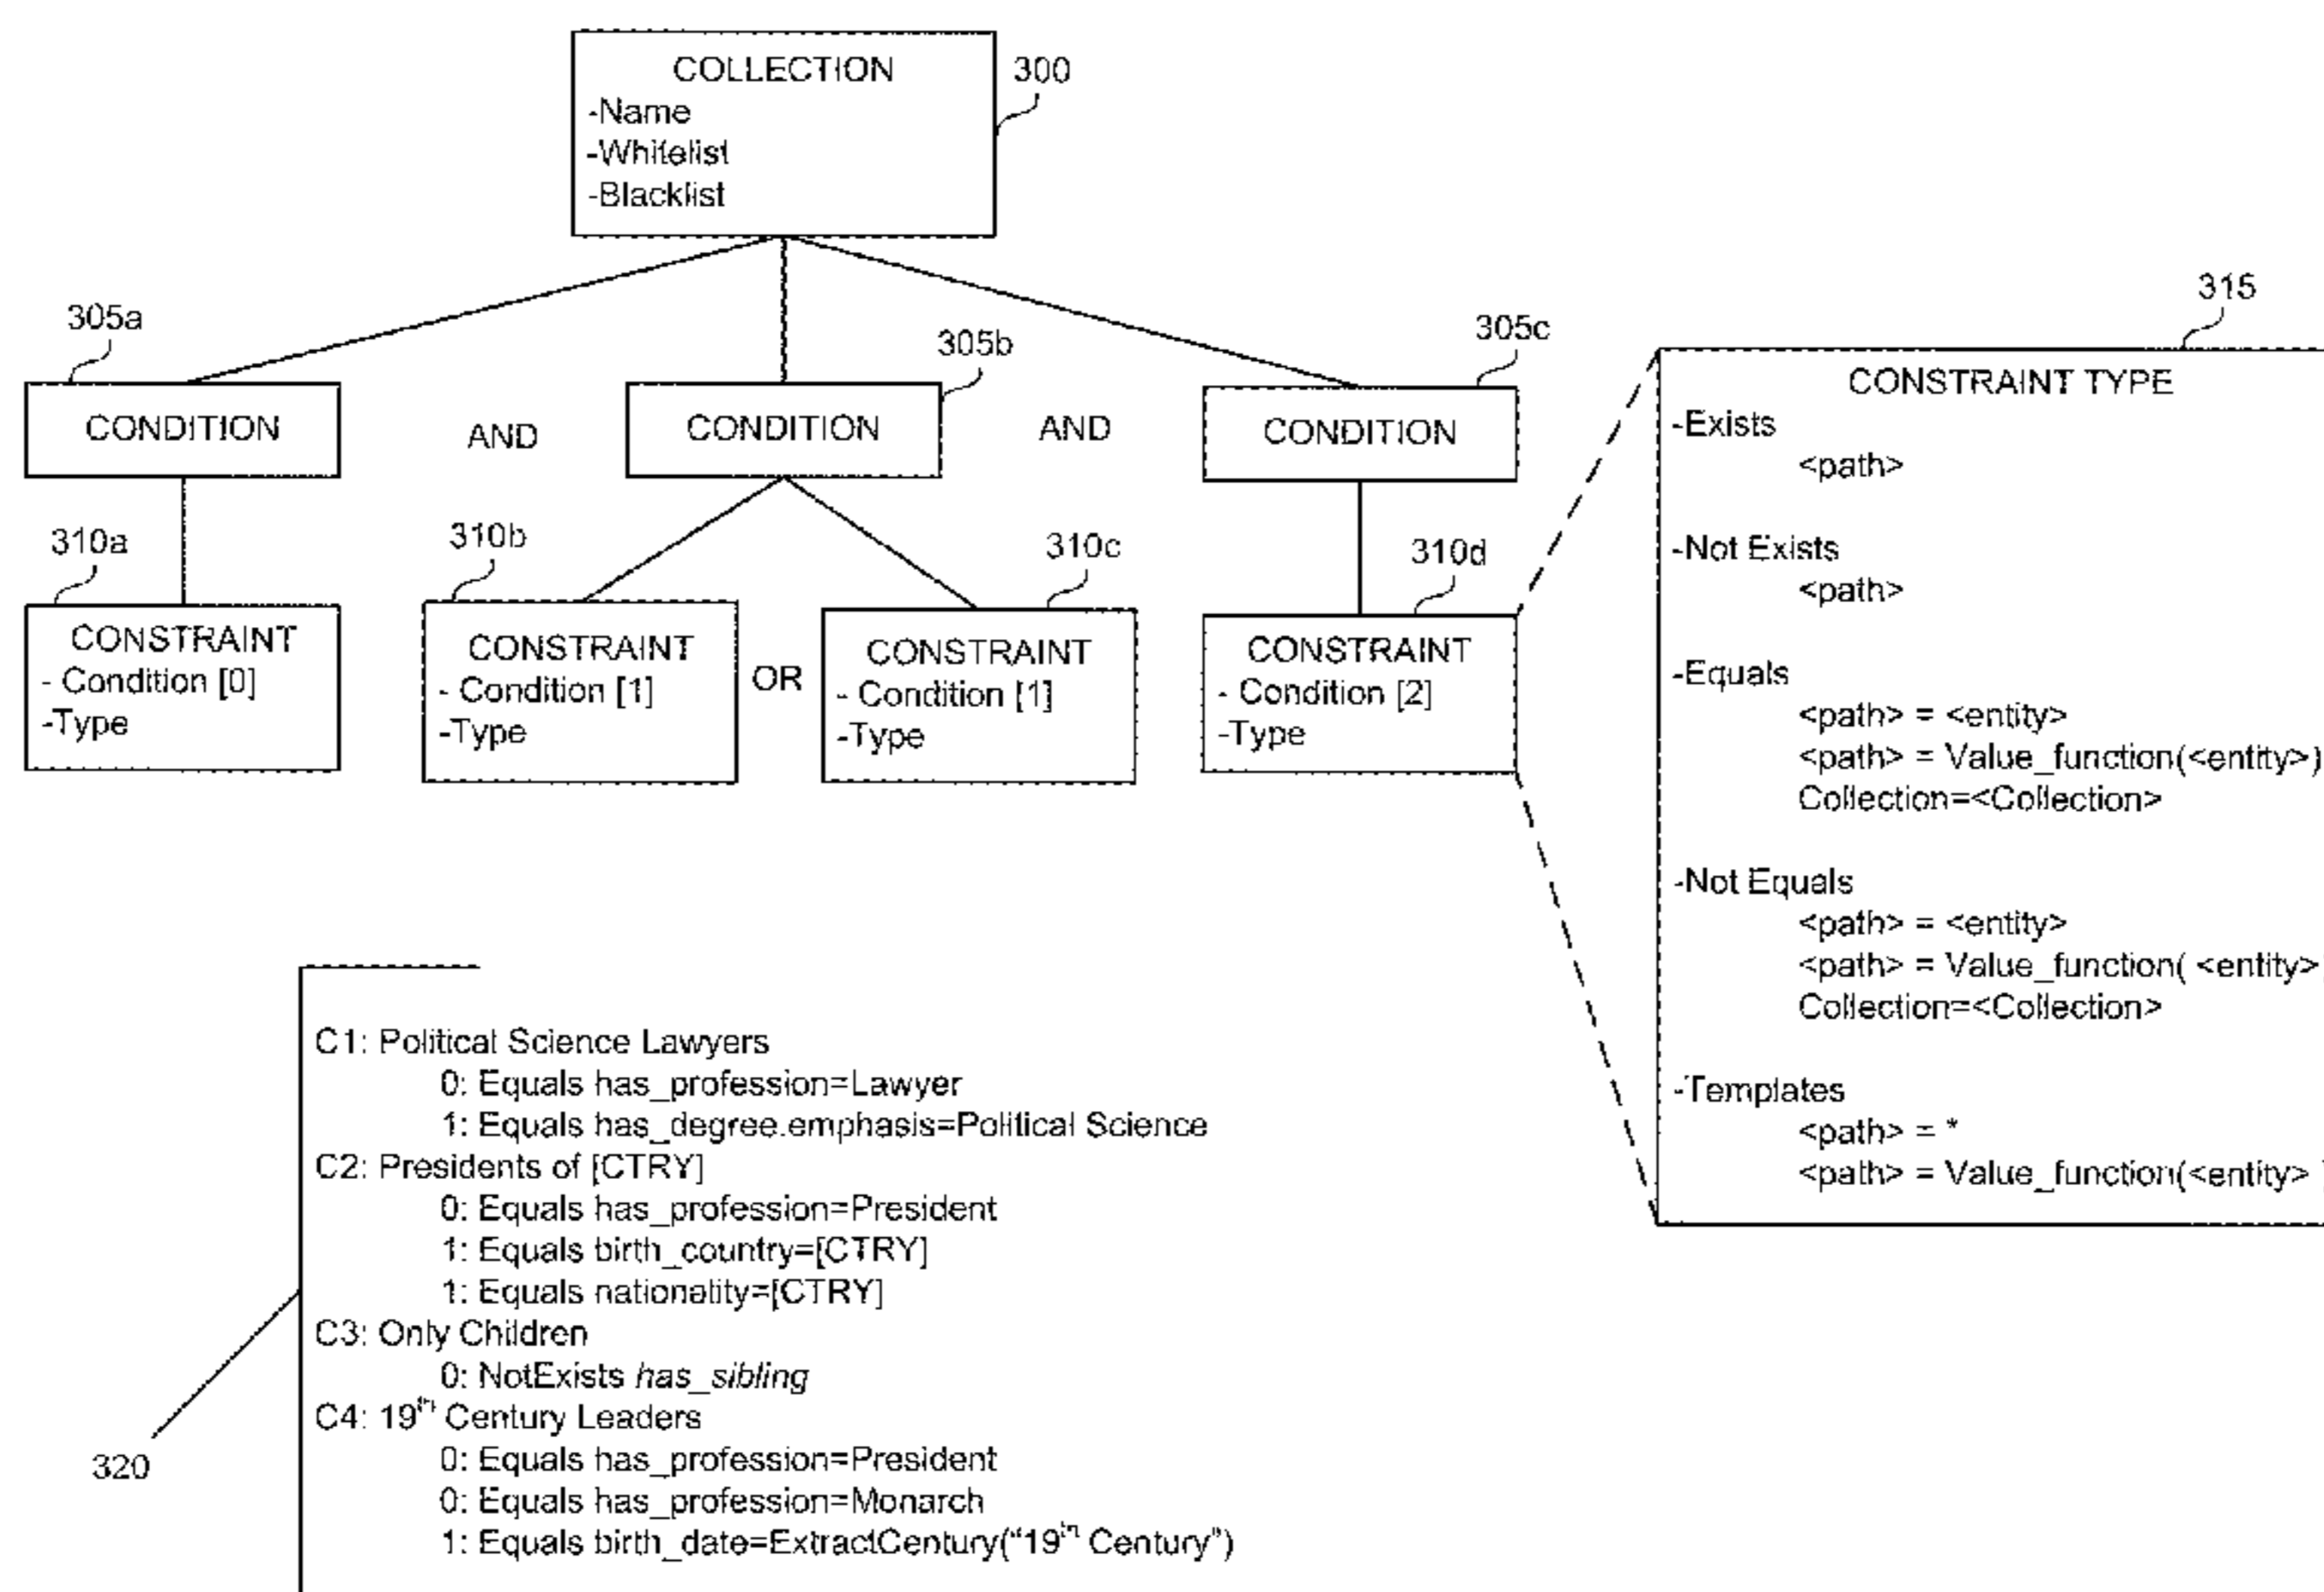 COLLECTION
-Name
-Whitelist
-Blacklist
300
305a
CONDITION
AND
305b
CONDITION
AND
305c
CONDITION
310a
CONSTRAINT
- Condition [0]
-Type
310b
CONSTRAINT
- Condition [1]
-Type
OR
310c
CONSTRAINT
- Condition [1]
-Type
310d
CONSTRAINT
- Condition [2]
-Type
315
CONSTRAINT TYPE
-Exists
<path>
-Not Exists
<path>
-Equals
<path> = <entity>
<path> = Value_function(<entity>)
Collection=<Collection>
-Not Equals
<path> = <entity>
<path> = Value_function( <entity>
Collection=<Collection>
-Templates
<path> = *
<path> = Value_function(<entity>
320
C1: Political Science Lawyers
0: Equals has_profession=Lawyer
1: Equals has_degree.emphasis=Political Science
C2: Presidents of [CTRY]
0: Equals has_profession=President
1: Equals birth_country=[CTRY]
1: Equals nationality=[CTRY]
C3: Only Children
0: NotExists has_sibling
C4: 19th Century Leaders
0: Equals has_profession=President
0: Equals has_profession=Monarch
1: Equals birth_date=ExtractCentury("19th Century")